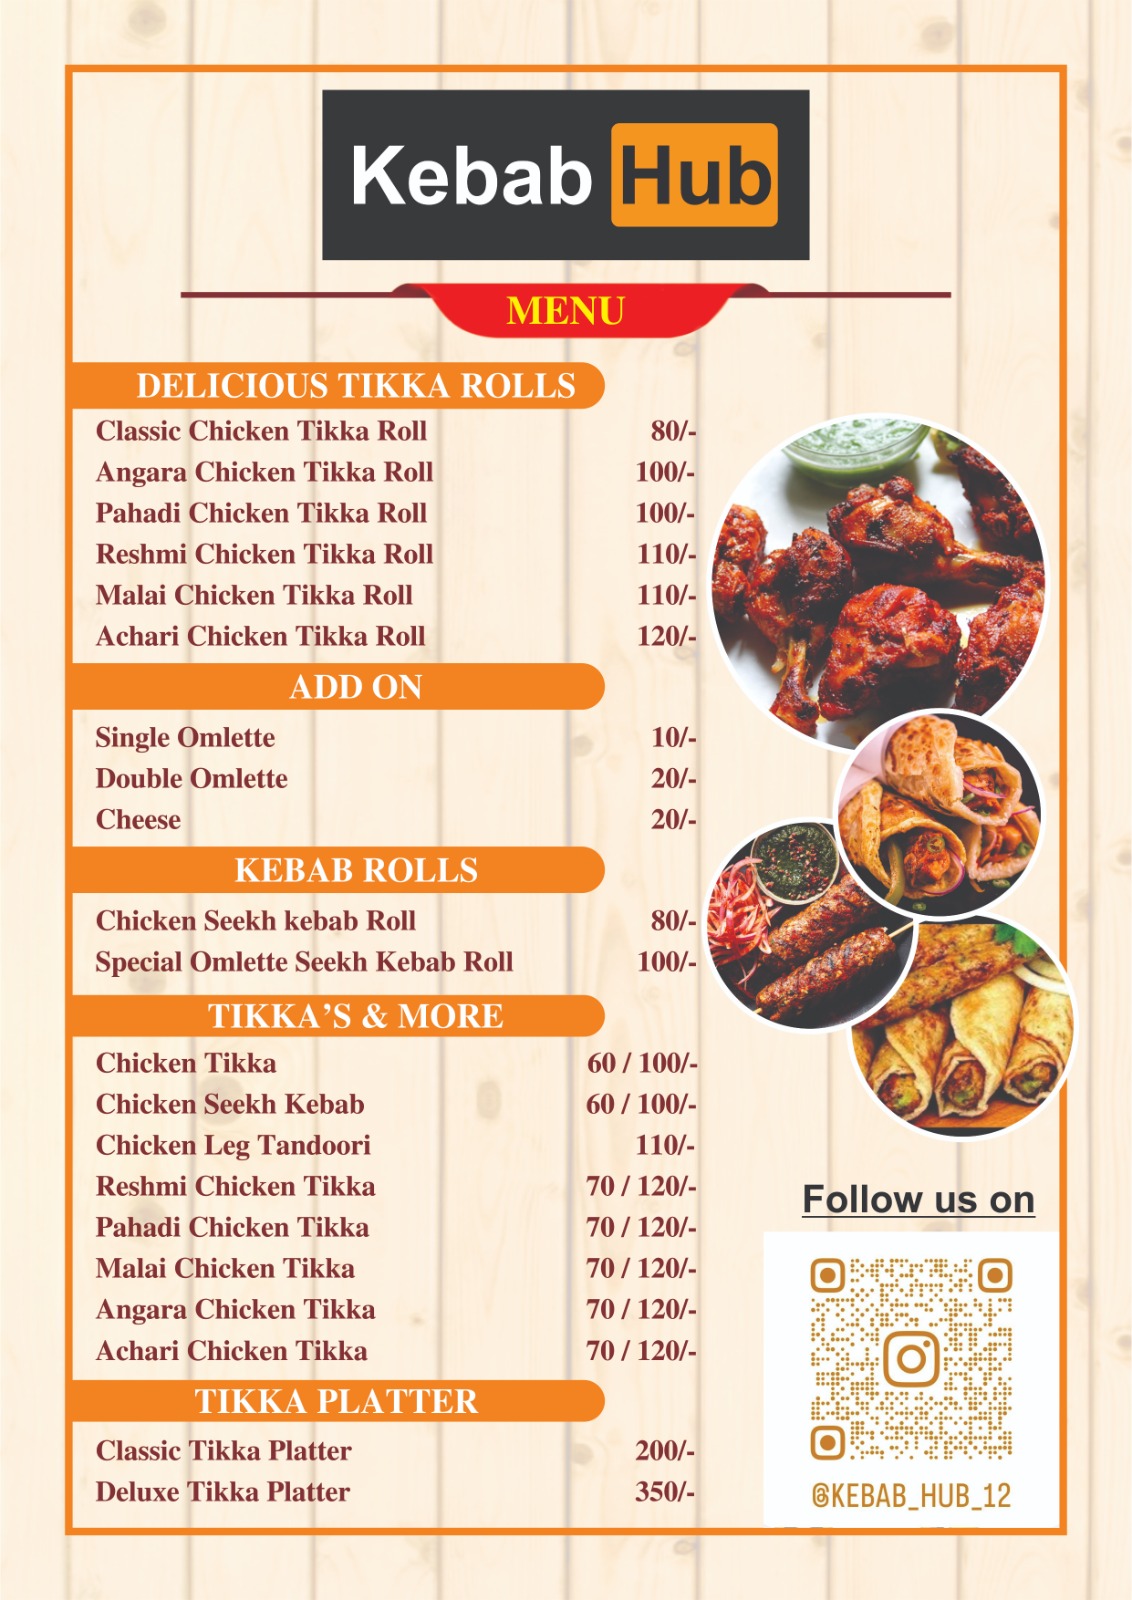 Kebab Hub
MENU
DELICIOUS TIKKA ROLLS
Classic Chicken Tikka Roll 80/-
Angara Chicken Tikka Roll 100/-
Pahadi Chicken Tikka Roll 100/-
Reshmi Chicken Tikka Roll 110/-
Malai Chicken Tikka Roll 110/-
Achari Chicken Tikka Roll 120/-
ADD ON
Single Omlette 10/-
Double Omlette 20/-
Cheese 20/-
KEBAB ROLLS
Chicken Seekh kebab Roll 80/-
Special Omlette Seekh Kebab Roll 100/-
TIKKA’S & MORE
Chicken Tikka 60 / 100/-
Chicken Seekh Kebab 60 / 100/-
Chicken Leg Tandoori 110/-
Reshmi Chicken Tikka 70 / 120/-
Pahadi Chicken Tikka 70 / 120/-
Malai Chicken Tikka 70 / 120/-
Angara Chicken Tikka 70 / 120/-
Achari Chicken Tikka 70 / 120/-
TIKKA PLATTER
Classic Tikka Platter 200/-
Deluxe Tikka Platter 350/-
Follow us on
@KEBAB_HUB_12